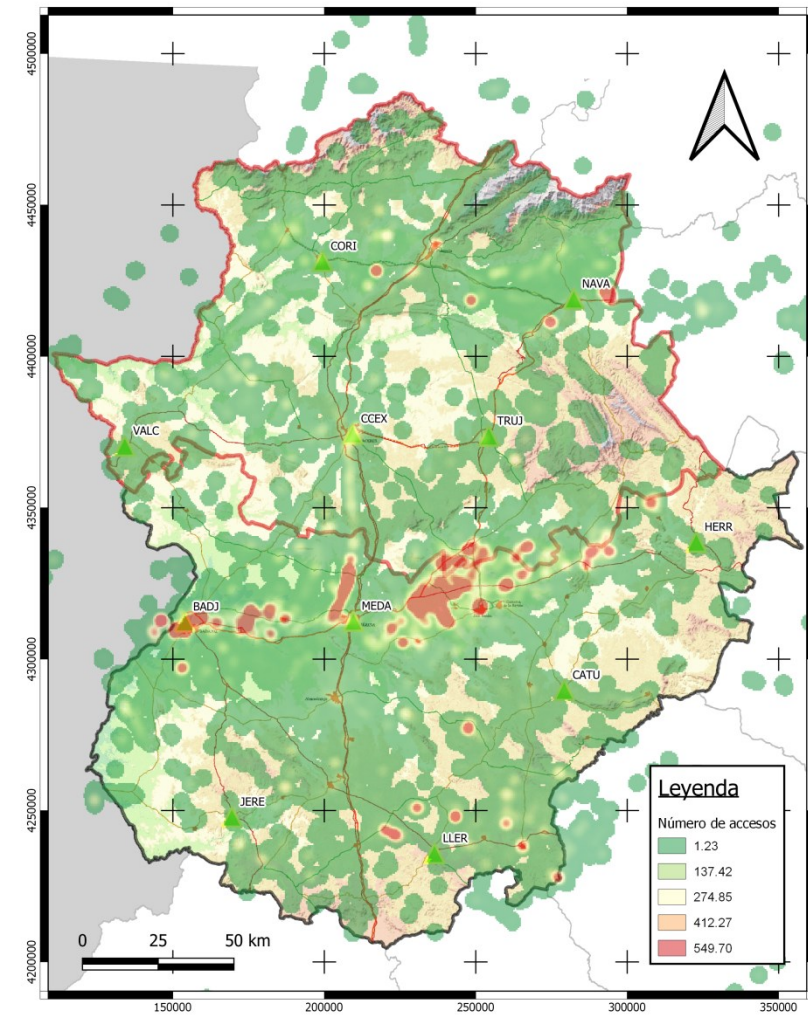 4500000
4450000
4400000
4350000
4300000
4250000
4200000
CORI
NAVA
CCEX
TRUJ
VALC
HERR
BADJ
MEDA
CATU
JERE
LLER
Leyenda
Número de accesos
1.23
137.42
274.85
412.27
549.70
0 25 50 km
150000 200000 250000 300000 350000